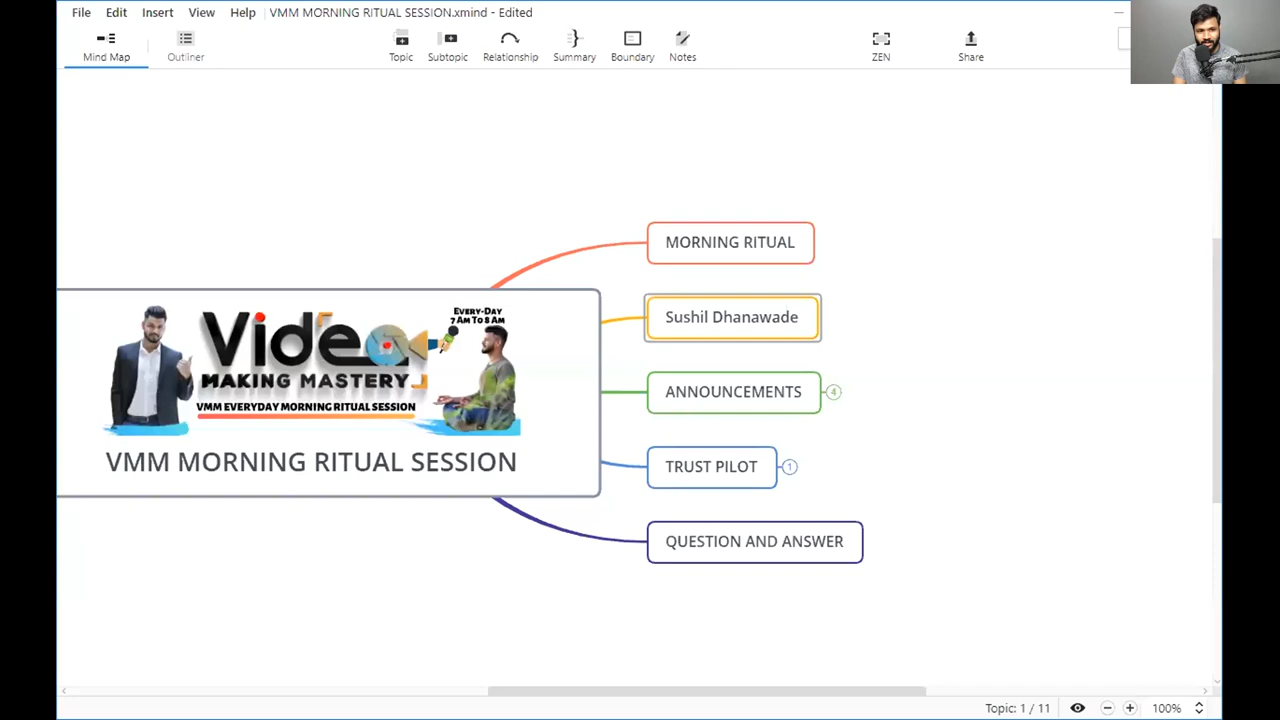 File Edit Insert View Help VMM MORNING RITUAL SESSION.xmind - Edited
Mind Map Outliner Topic Subtopic Relationship Summary Boundary Notes ZEN Share
MORNING RITUAL
Sushil Dhanawade
ANNOUNCEMENTS 4
TRUST PILOT 1
QUESTION AND ANSWER
EVERY-DAY
7 AM TO 8 AM
Video
MAKING MASTERY
VMM EVERYDAY MORNING RITUAL SESSION
VMM MORNING RITUAL SESSION
Topic: 1 / 11 100%